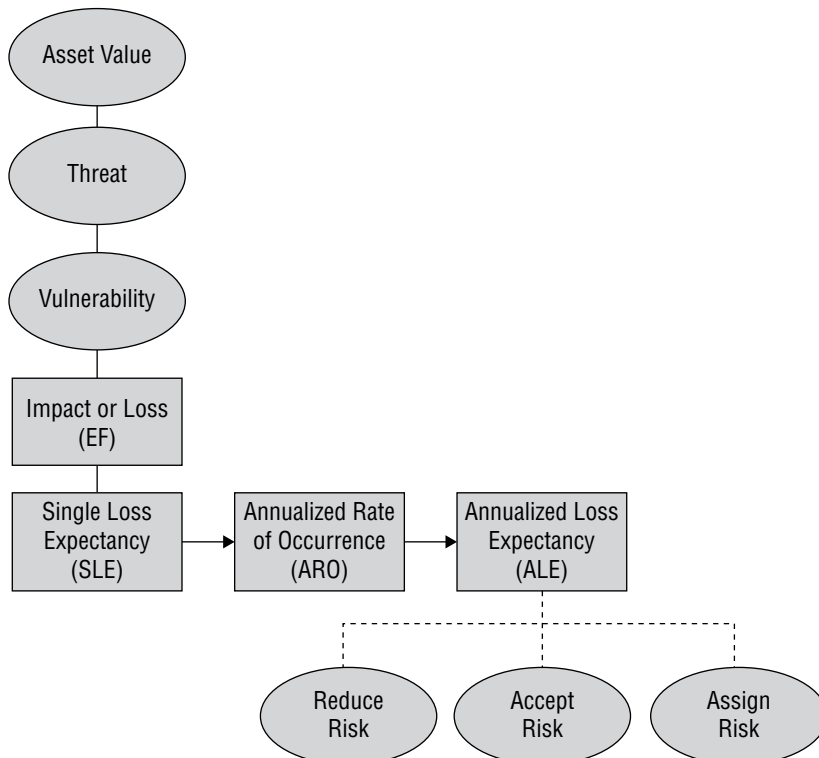 Asset Value
Threat
Vulnerability
Impact or Loss
(EF)
Single Loss
Expectancy
(SLE)
Annualized Rate
of Occurrence
(ARO)
Annualized Loss
Expectancy
(ALE)
Reduce
Risk
Accept
Risk
Assign
Risk